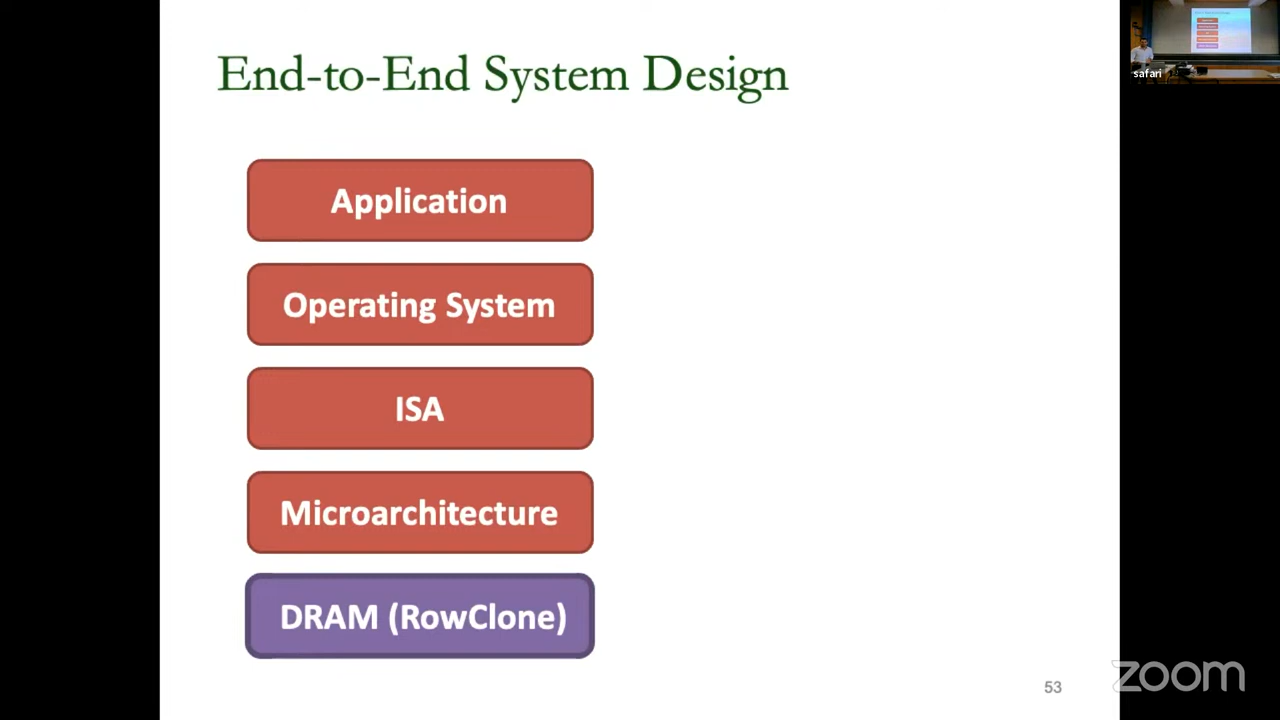 End-to-End System Design
safari
Application
Operating System
ISA
Microarchitecture
DRAM (RowClone)
53
zoom